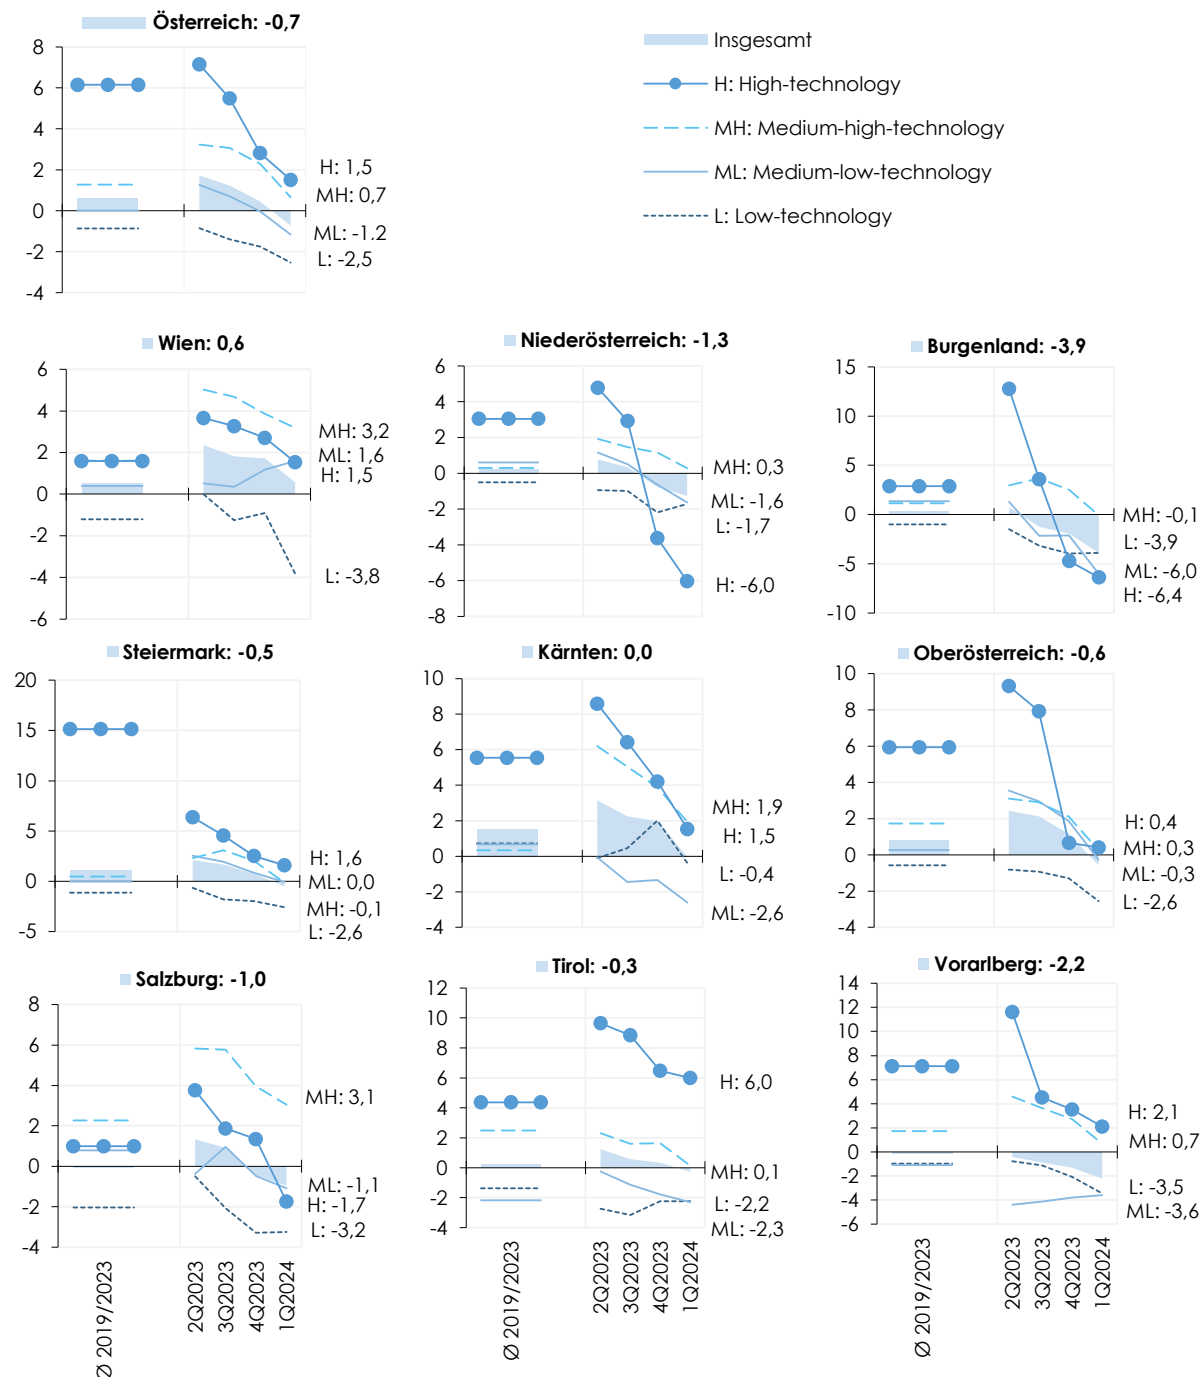 Österreich: -0,7
8
6
4
2
0
-2
-4
H: 1,5
MH: 0,7
ML: -1.2
L: -2,5
Insgesamt
H: High-technology
MH: Medium-high-technology
ML: Medium-low-technology
L: Low-technology
Wien: 0,6
6
4
2
0
-2
-4
-6
MH: 3,2
ML: 1,6
H: 1,5
L: -3,8
Niederösterreich: -1,3
6
4
2
0
-2
-4
-6
-8
MH: 0,3
ML: -1,6
L: -1,7
H: -6,0
Burgenland: -3,9
15
10
5
0
-5
-10
MH: -0,1
L: -3,9
ML: -6,0
H: -6,4
Steiermark: -0,5
20
15
10
5
0
-5
H: 1,6
ML: 0,0
MH: -0,1
L: -2,6
Kärnten: 0,0
10
8
6
4
2
0
-2
-4
MH: 1,9
H: 1,5
L: -0,4
ML: -2,6
Oberösterreich: -0,6
10
8
6
4
2
0
-2
-4
H: 0,4
MH: 0,3
ML: -0,3
L: -2,6
Salzburg: -1,0
8
6
4
2
0
-2
-4
MH: 3,1
ML: -1,1
H: -1,7
L: -3,2
Ø 2019/2023
2Q2023
3Q2023
4Q2023
1Q2024
Tirol: -0,3
12
10
8
6
4
2
0
-2
-4
H: 6,0
MH: 0,1
L: -2,2
ML: -2,3
Ø 2019/2023
2Q2023
3Q2023
4Q2023
1Q2024
Vorarlberg: -2,2
14
12
10
8
6
4
2
0
-2
-4
-6
H: 2,1
MH: 0,7
L: -3,5
ML: -3,6
Ø 2019/2023
2Q2023
3Q2023
4Q2023
1Q2024